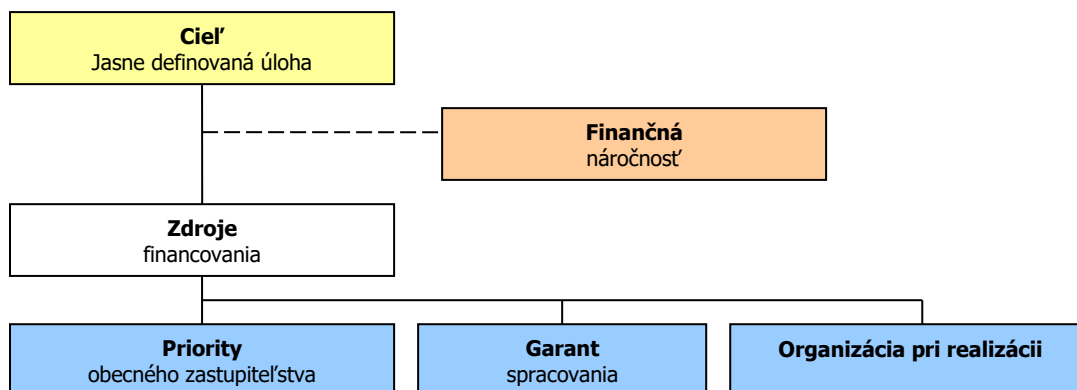 Cieľ
Jasne definovaná úloha
Finančná
náročnosť
Zdroje
financovania
Priority
obecného zastupiteľstva
Garant
spracovania
Organizácia pri realizácii